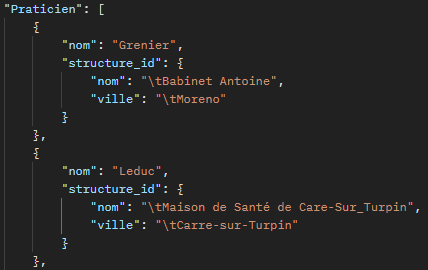 "Praticien": [
{
"nom": "Grenier",
"structure_id": {
"nom": "\tBabinet Antoine",
"ville": "\tMoreno"
}
},
{
"nom": "Leduc",
"structure_id": {
"nom": "\tMaison de Santé de Care-Sur_Turpin",
"ville": "\tCarre-sur-Turpin"
}
},